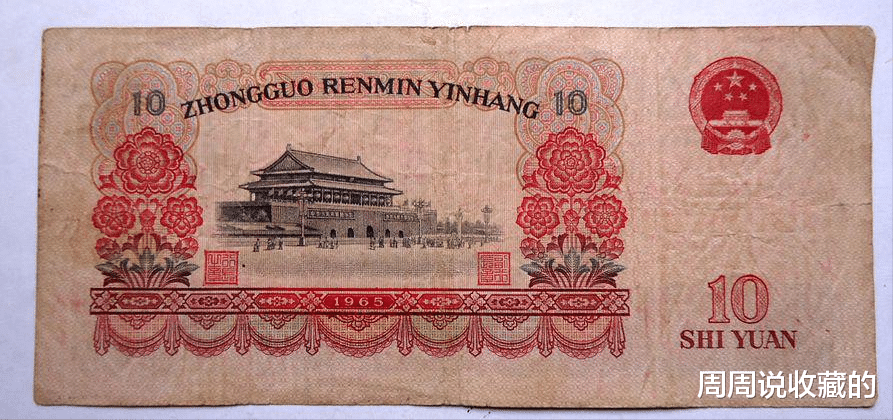 10 ZHONGGUO RENMIN YINHANG 10
1965
10
SHI YUAN
周周说收藏的